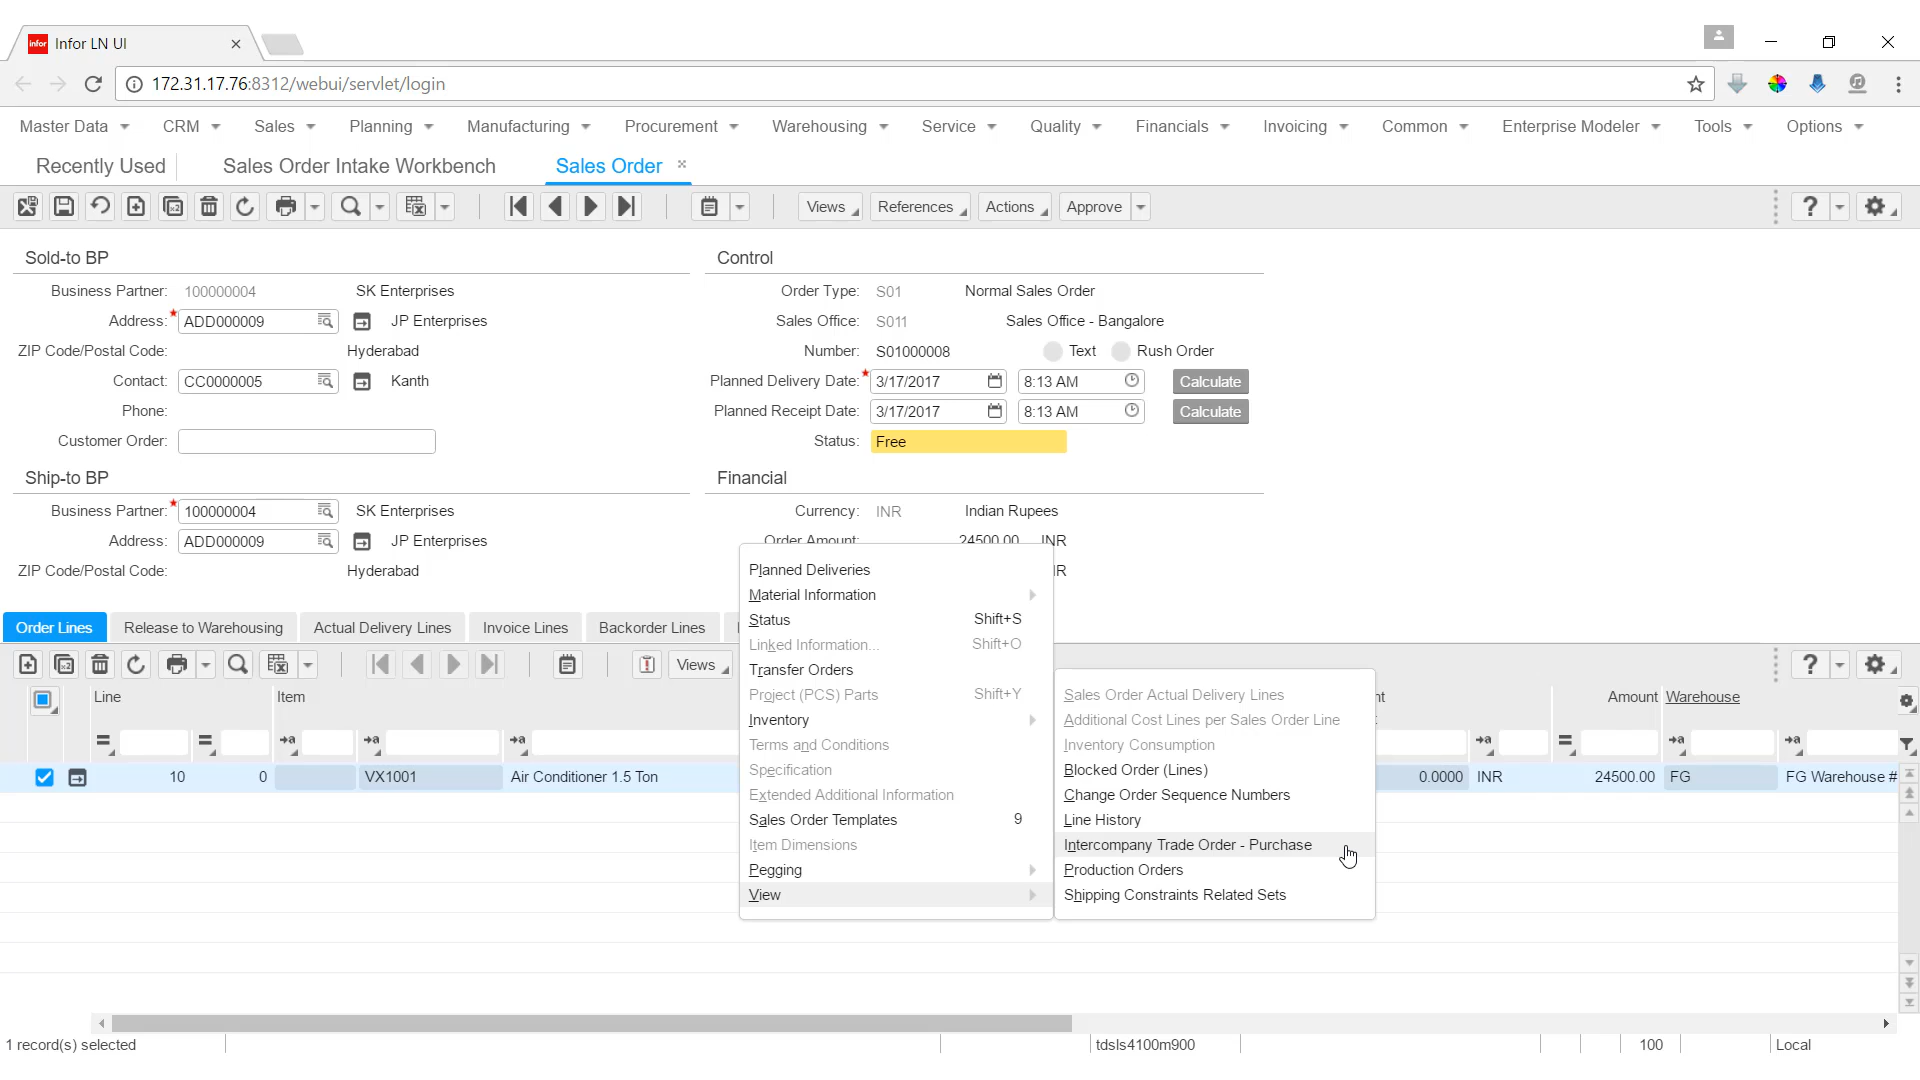 infor Infor LN UI
172.31.17.76:8312/webui/servlet/login
Master Data CRM Sales Planning Manufacturing Procurement Warehousing Service Quality Financials Invoicing Common Enterprise Modeler Tools Options
Recently Used Sales Order Intake Workbench Sales Order
Views References Actions Approve ?
Sold-to BP
Business Partner: 100000004 SK Enterprises
Address: * ADD000009 JP Enterprises
ZIP Code/Postal Code: Hyderabad
Contact: CC0000005 Kanth
Phone:
Customer Order:
Control
Order Type: S01 Normal Sales Order
Sales Office: S011 Sales Office - Bangalore
Number: S01000008 Text Rush Order
Planned Delivery Date: * 3/17/2017 8:13 AM Calculate
Planned Receipt Date: 3/17/2017 8:13 AM Calculate
Status: Free
Ship-to BP
Business Partner: * 100000004 SK Enterprises
Address: ADD000009 JP Enterprises
ZIP Code/Postal Code: Hyderabad
Financial
Currency: INR Indian Rupees
Order Amount: 24500.00 INR
IR
Order Lines Release to Warehousing Actual Delivery Lines Invoice Lines Backorder Lines
Views ?
Line Item nt Amount Warehouse
10 0 VX1001 Air Conditioner 1.5 Ton 0.0000 INR 24500.00 FG FG Warehouse #
Planned Deliveries
Material Information
Status Shift+S
Linked Information... Shift+O
Transfer Orders
Project (PCS) Parts Shift+Y
Inventory
Terms and Conditions
Specification
Extended Additional Information
Sales Order Templates 9
Item Dimensions
Pegging
View
Sales Order Actual Delivery Lines
Additional Cost Lines per Sales Order Line
Inventory Consumption
Blocked Order (Lines)
Change Order Sequence Numbers
Line History
Intercompany Trade Order - Purchase
Production Orders
Shipping Constraints Related Sets
1 record(s) selected tdsls4100m900 100 Local